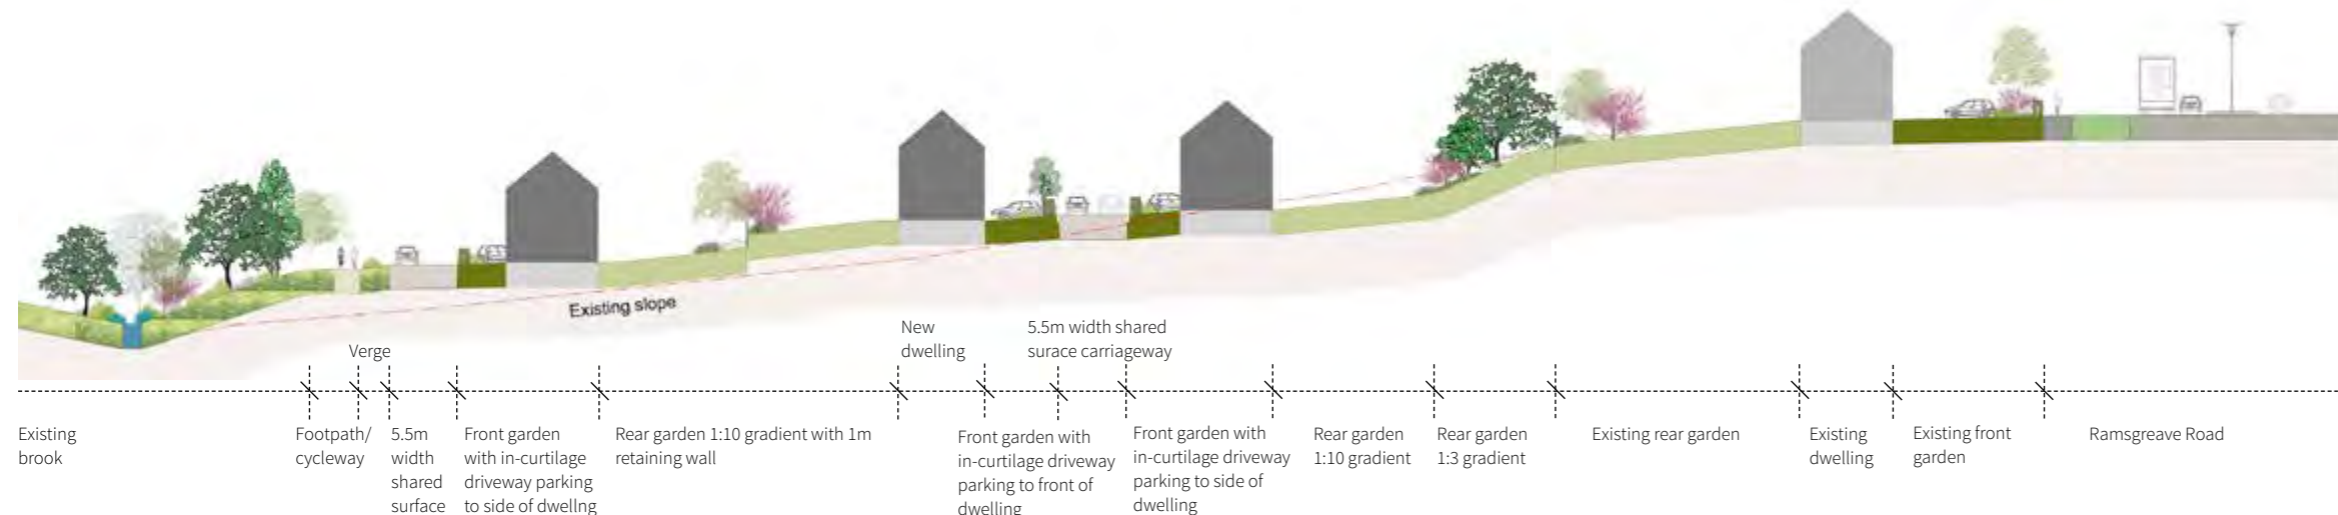 Existing slope
New
dwelling
5.5m width shared
surace carriageway
Verge
Existing
brook
Footpath/
cycleway
5.5m
width
shared
surface
Front garden
with in-curtilage
driveway parking
to side of dwellng
Rear garden 1:10 gradient with 1m
retaining wall
Front garden with
in-curtilage driveway
parking to front of
dwelling
Front garden with
in-curtilage driveway
parking to side of
dwelling
Rear garden
1:10 gradient
Rear garden
1:3 gradient
Existing rear garden
Existing
dwelling
Existing front
garden
Ramsgreave Road